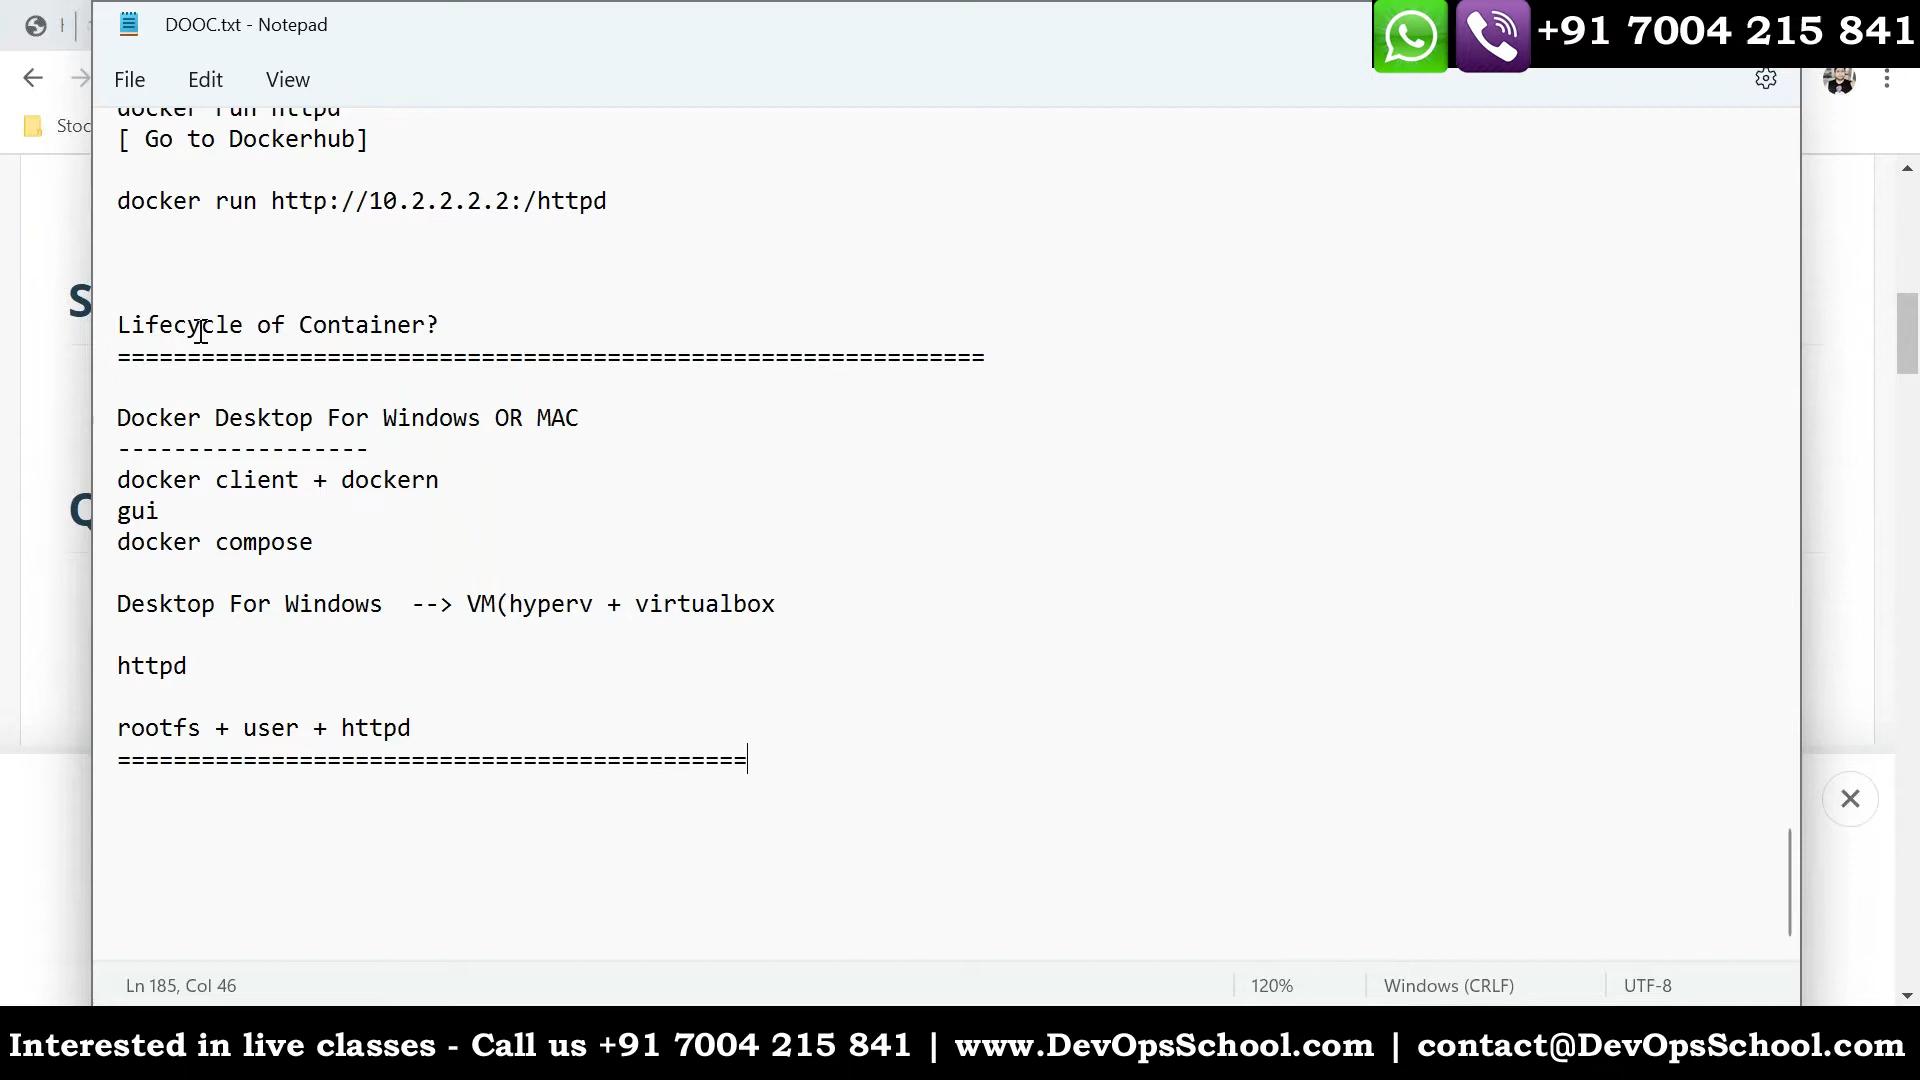 DOOC.txt - Notepad
+91 7004 215 841
File Edit View
Stoc
docker run httpd
[ Go to Dockerhub]
docker run http://10.2.2.2.2:/httpd
S
Lifecycle of Container?
==============================================================
Docker Desktop For Windows OR MAC
------------------
docker client + dockern
Q
gui
docker compose
Desktop For Windows --> VM(hyperv + virtualbox
httpd
rootfs + user + httpd
=============================================
Ln 185, Col 46 120% Windows (CRLF) UTF-8
Interested in live classes - Call us +91 7004 215 841 | www.DevOpsSchool.com | contact@DevOpsSchool.com